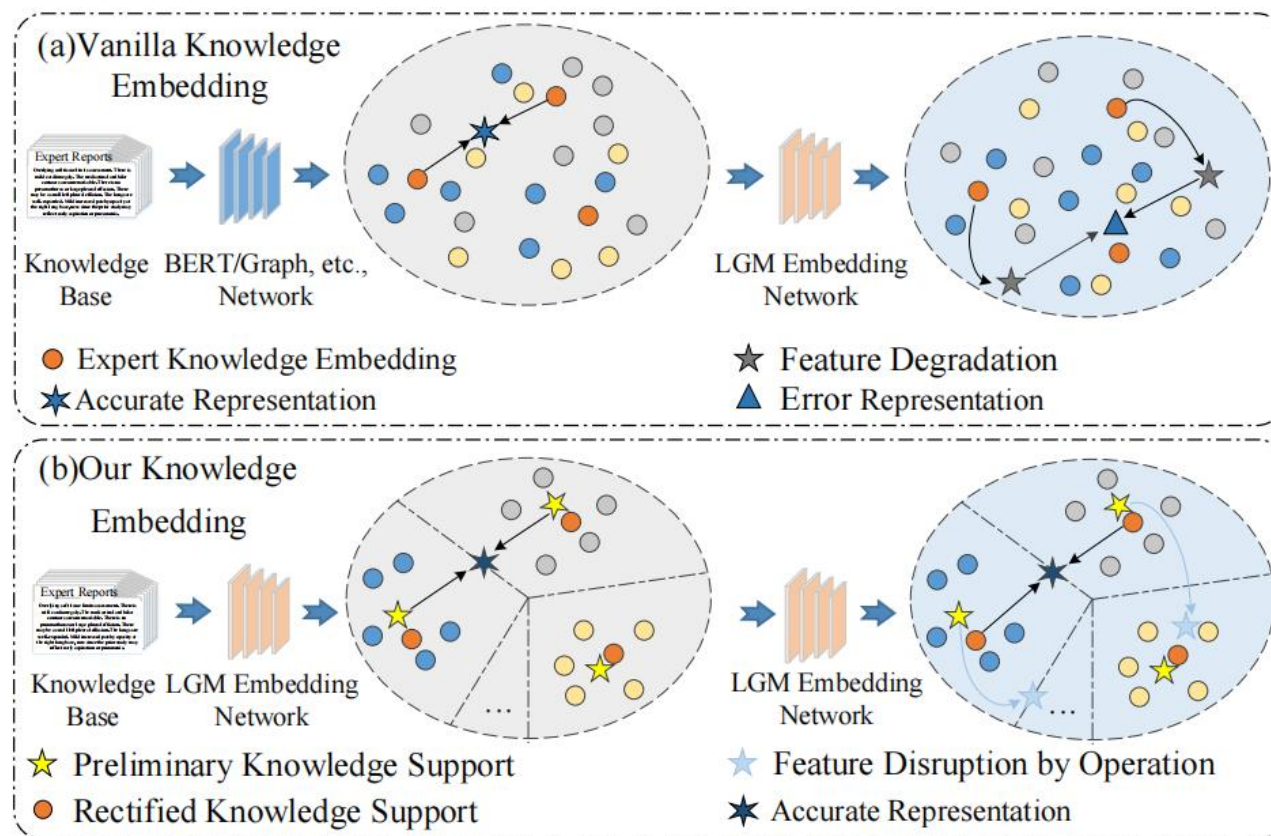 (a)Vanilla Knowledge
Embedding
Expert Reports
Knowledge
Base
BERT/Graph, etc.,
Network
LGM Embedding
Network
Expert Knowledge Embedding
Accurate Representation
Feature Degradation
Error Representation
(b)Our Knowledge
Embedding
Expert Reports
Knowledge
Base
LGM Embedding
Network
...
LGM Embedding
Network
...
Preliminary Knowledge Support
Rectified Knowledge Support
Feature Disruption by Operation
Accurate Representation